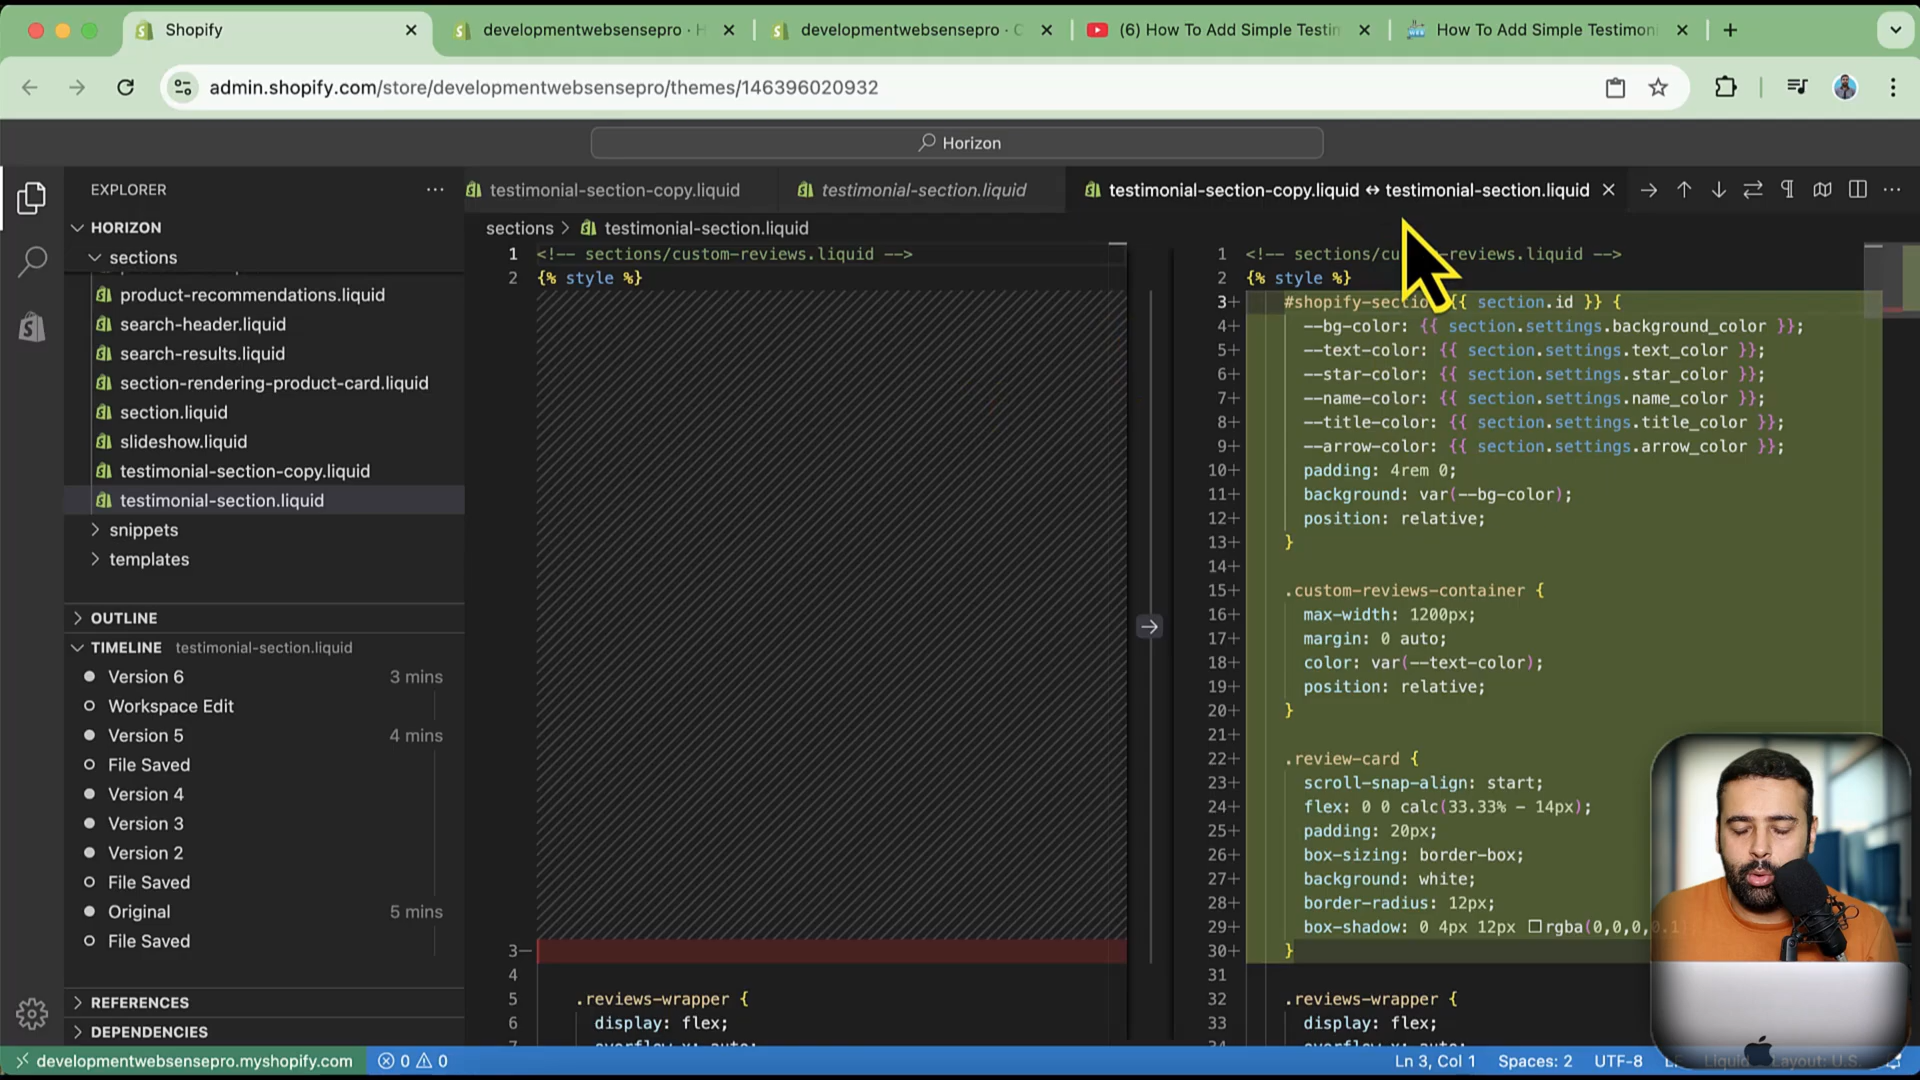 Shopify
developmentwebsensepro · H
developmentwebsensepro · C
(6) How To Add Simple Testin
How To Add Simple Testimoni
admin.shopify.com/store/developmentwebsensepro/themes/146396020932
Horizon
EXPLORER
HORIZON
sections
product-recommendations.liquid
search-header.liquid
search-results.liquid
section-rendering-product-card.liquid
section.liquid
slideshow.liquid
testimonial-section-copy.liquid
testimonial-section.liquid
snippets
templates
OUTLINE
TIMELINE testimonial-section.liquid
Version 6 3 mins
Workspace Edit
Version 5 4 mins
File Saved
Version 4
Version 3
Version 2
File Saved
Original 5 mins
File Saved
REFERENCES
DEPENDENCIES
testimonial-section-copy.liquid
testimonial-section.liquid
testimonial-section-copy.liquid ↔ testimonial-section.liquid
sections > testimonial-section.liquid
1 <!-- sections/custom-reviews.liquid -->
2 {% style %}
3−
4
5 .reviews-wrapper {
6 display: flex;
7 overflow-x: auto;
1 <!-- sections/cu -reviews.liquid -->
2 {% style %}
3+ #shopify-sectio {{ section.id }} {
4+ --bg-color: {{ section.settings.background_color }};
5+ --text-color: {{ section.settings.text_color }};
6+ --star-color: {{ section.settings.star_color }};
7+ --name-color: {{ section.settings.name_color }};
8+ --title-color: {{ section.settings.title_color }};
9+ --arrow-color: {{ section.settings.arrow_color }};
10+ padding: 4rem 0;
11+ background: var(--bg-color);
12+ position: relative;
13+ }
14+
15+ .custom-reviews-container {
16+ max-width: 1200px;
17+ margin: 0 auto;
18+ color: var(--text-color);
19+ position: relative;
20+ }
21+
22+ .review-card {
23+ scroll-snap-align: start;
24+ flex: 0 0 calc(33.33% - 14px);
25+ padding: 20px;
26+ box-sizing: border-box;
27+ background: white;
28+ border-radius: 12px;
29+ box-shadow: 0 4px 12px rgba(0,0,0,0.1)
30+ }
31
32 .reviews-wrapper {
33 display: flex;
34 overflow-x: auto;
developmentwebsensepro.myshopify.com
0 0
Ln 3, Col 1
Spaces: 2
UTF-8
Liquid
Layout: U.S.